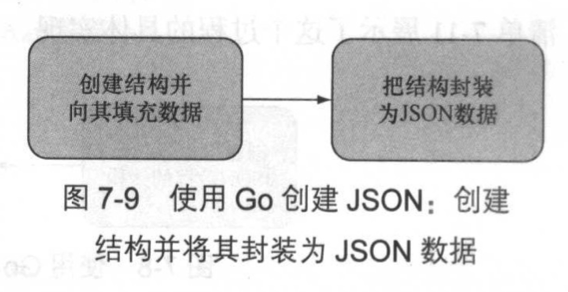 创建结构并
向其填充数据
把结构封装
为JSON数据
图 7-9 使用 Go 创建 JSON：创建
结构并将其封装为 JSON 数据